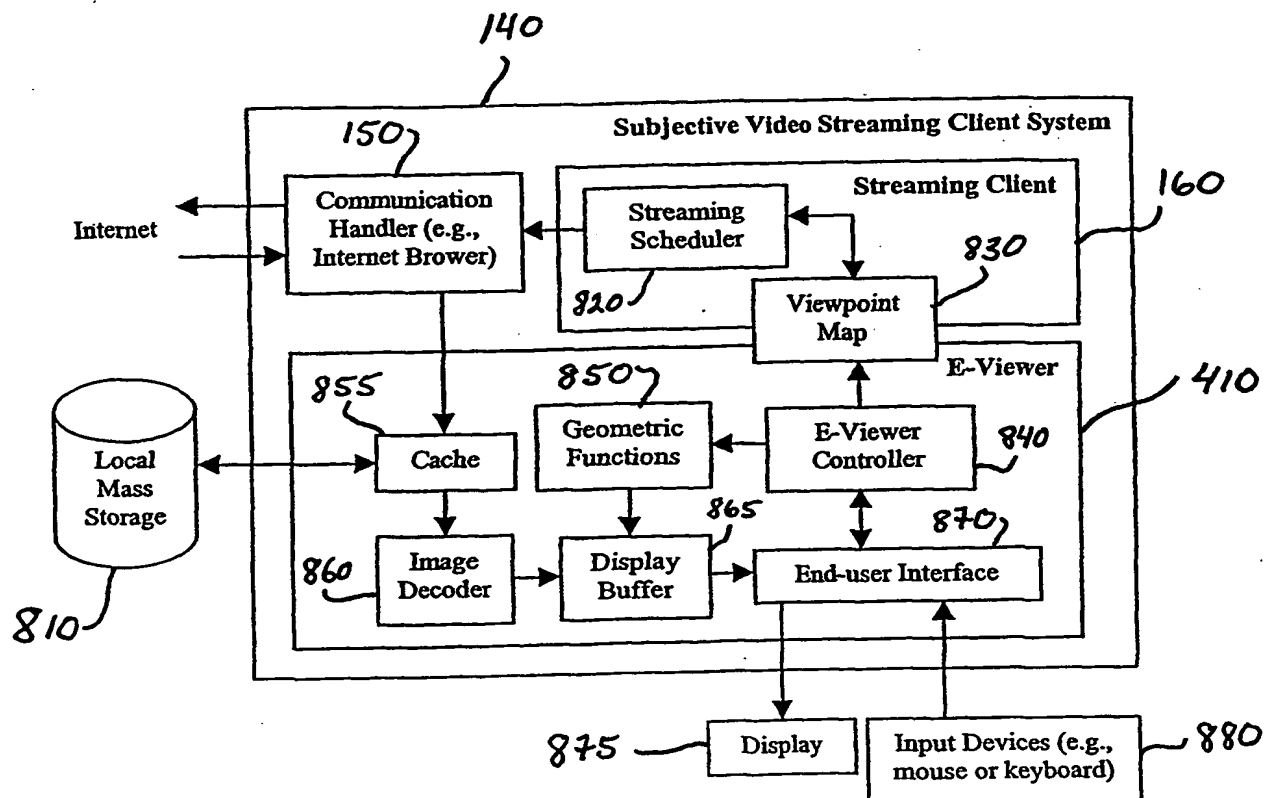 140
Subjective Video Streaming Client System
150
Communication
Handler (e.g.,
Internet Brower)
Internet
Streaming Client
160
Streaming
Scheduler
820
830
Viewpoint
Map
E-Viewer
410
855
Cache
850
Geometric
Functions
E-Viewer
Controller
840
Local
Mass
Storage
810
860
Image
Decoder
865
Display
Buffer
870
End-user Interface
875
Display
Input Devices (e.g.,
mouse or keyboard)
880